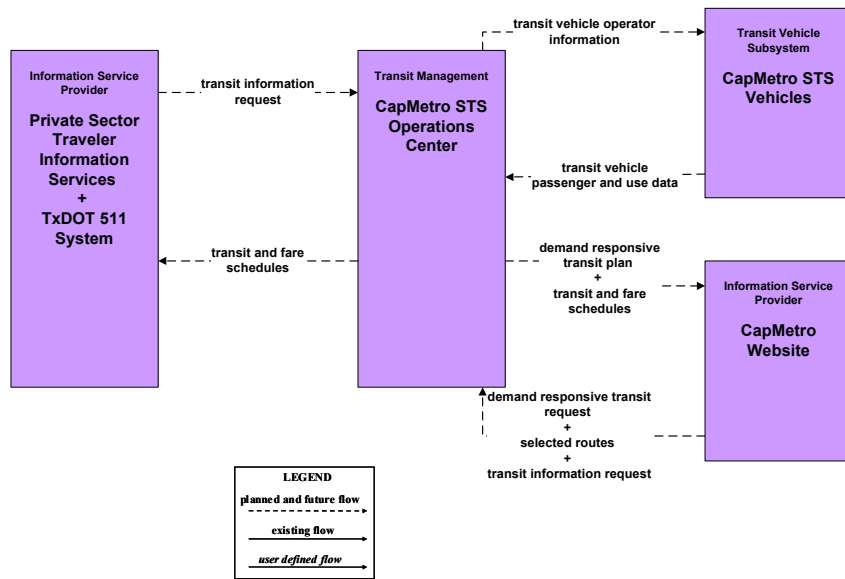 Information Service
Provider
Private Sector
Traveler
Information
Services
+
TxDOT 511
System
transit information
request
transit and fare
schedules
Transit Management
CapMetro STS
Operations
Center
transit vehicle operator
information
transit vehicle
passenger and use data
demand responsive
transit plan
+
transit and fare
schedules
demand responsive transit
request
+
selected routes
+
transit information request
Transit Vehicle
Subsystem
CapMetro STS
Vehicles
Information Service
Provider
CapMetro
Website
LEGEND
planned and future flow
existing flow
user defined flow